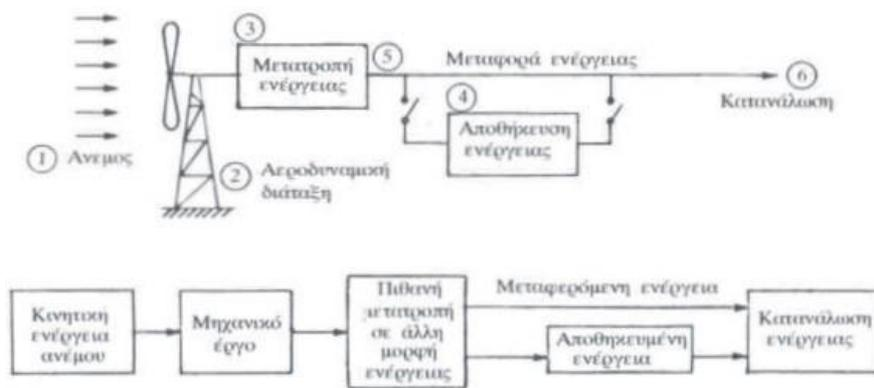 ③
Μετατροπή
ενέργειας
⑤
Μεταφορά ενέργειας
⑥
Κατανάλωση
④
Αποθήκευση
ενέργειας
① Ανεμος
② Αεροδυναμική
διάταξη
Κινητική
ενέργεια
ανέμου
Μηχανικό
έργο
Πιθανή
μετατροπή
σε άλλη
μορφή
ενέργειας
Μεταφερόμενη ενέργεια
Αποθηκευμένη
ενέργεια
Κατανάλωση
ενέργειας